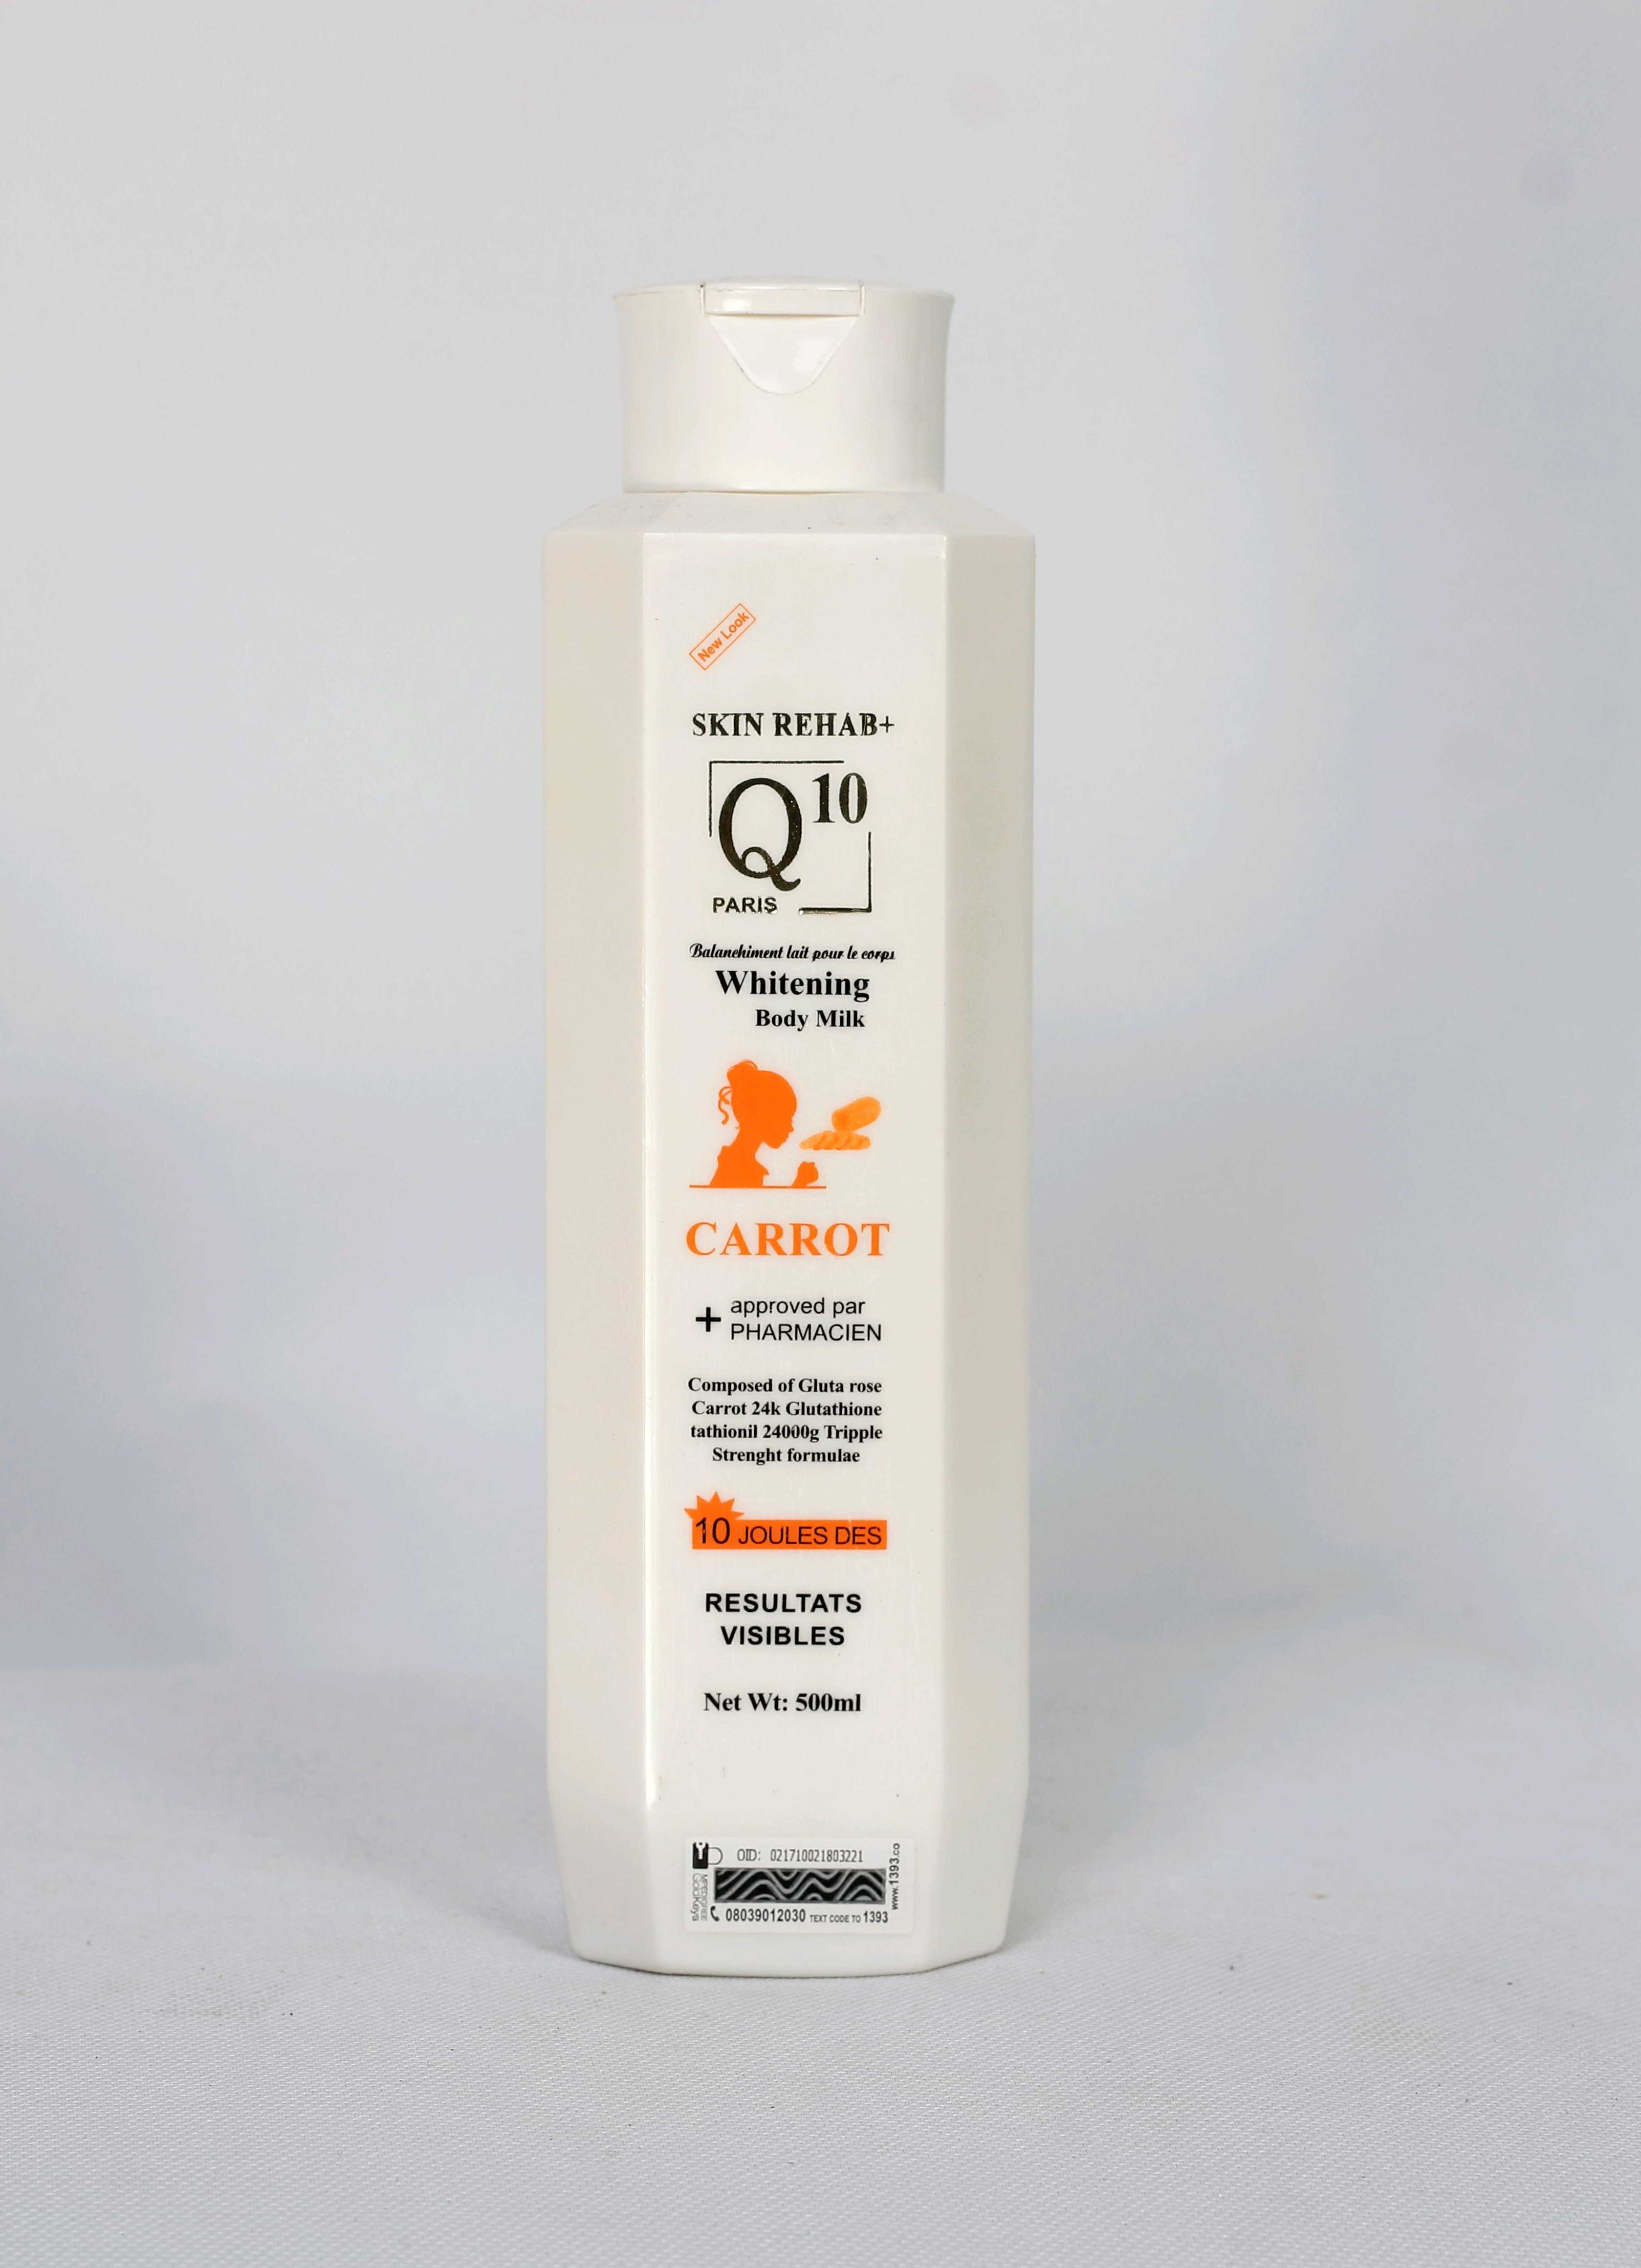 New Look
SKIN REHAB+
Q10
PARIS
Balanchiment lait pour le corps
Whitening
Body Milk
CARROT
+ approved par
PHARMACIEN
Composed of Gluta rose
Carrot 24k Glutathione
tathionil 24000g Tripple
Strenght formulae
10 JOULES DES
RESULTATS
VISIBLES
Net Wt: 500ml
OID: 021710021803221
MPEDIGREE
GoldKeys
www.1393.co
08039012030 TEXT CODE TO 1393